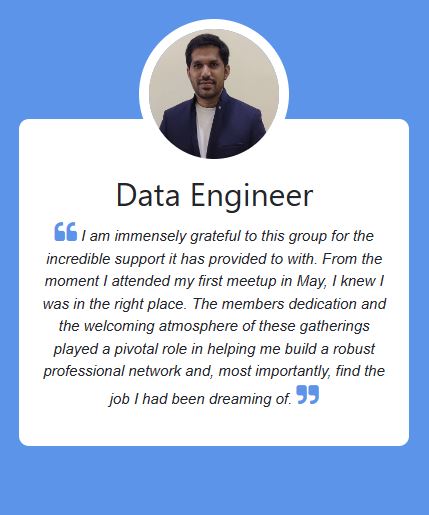 Data Engineer
❝ I am immensely grateful to this group for the
incredible support it has provided to with. From the
moment I attended my first meetup in May, I knew I
was in the right place. The members dedication and
the welcoming atmosphere of these gatherings
played a pivotal role in helping me build a robust
professional network and, most importantly, find the
job I had been dreaming of. ❞